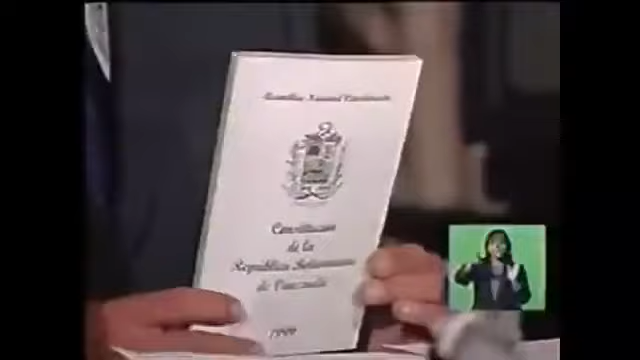 Asamblea Nacional Constituyente
Constitución
de la
República Bolivariana
de Venezuela
1999